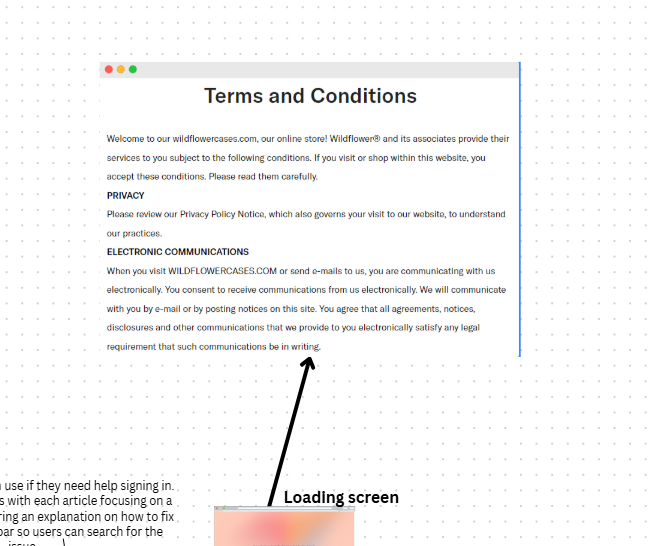 Terms and Conditions
Welcome to our wildflowercases.com, our online store! Wildflower® and its associates provide their
services to you subject to the following conditions. If you visit or shop within this website, you
accept these conditions. Please read them carefully.
PRIVACY
Please review our Privacy Policy Notice, which also governs your visit to our website, to understand
our practices.
ELECTRONIC COMMUNICATIONS
When you visit WILDFLOWERCASES.COM or send e-mails to us, you are communicating with us
electronically. You consent to receive communications from us electronically. We will communicate
with you by e-mail or by posting notices on this site. You agree that all agreements, notices,
disclosures and other communications that we provide to you electronically satisfy any legal
requirement that such communications be in writing.
use if they need help signing in.
s with each article focusing on a
ring an explanation on how to fix
bar so users can search for the
issue
Loading screen